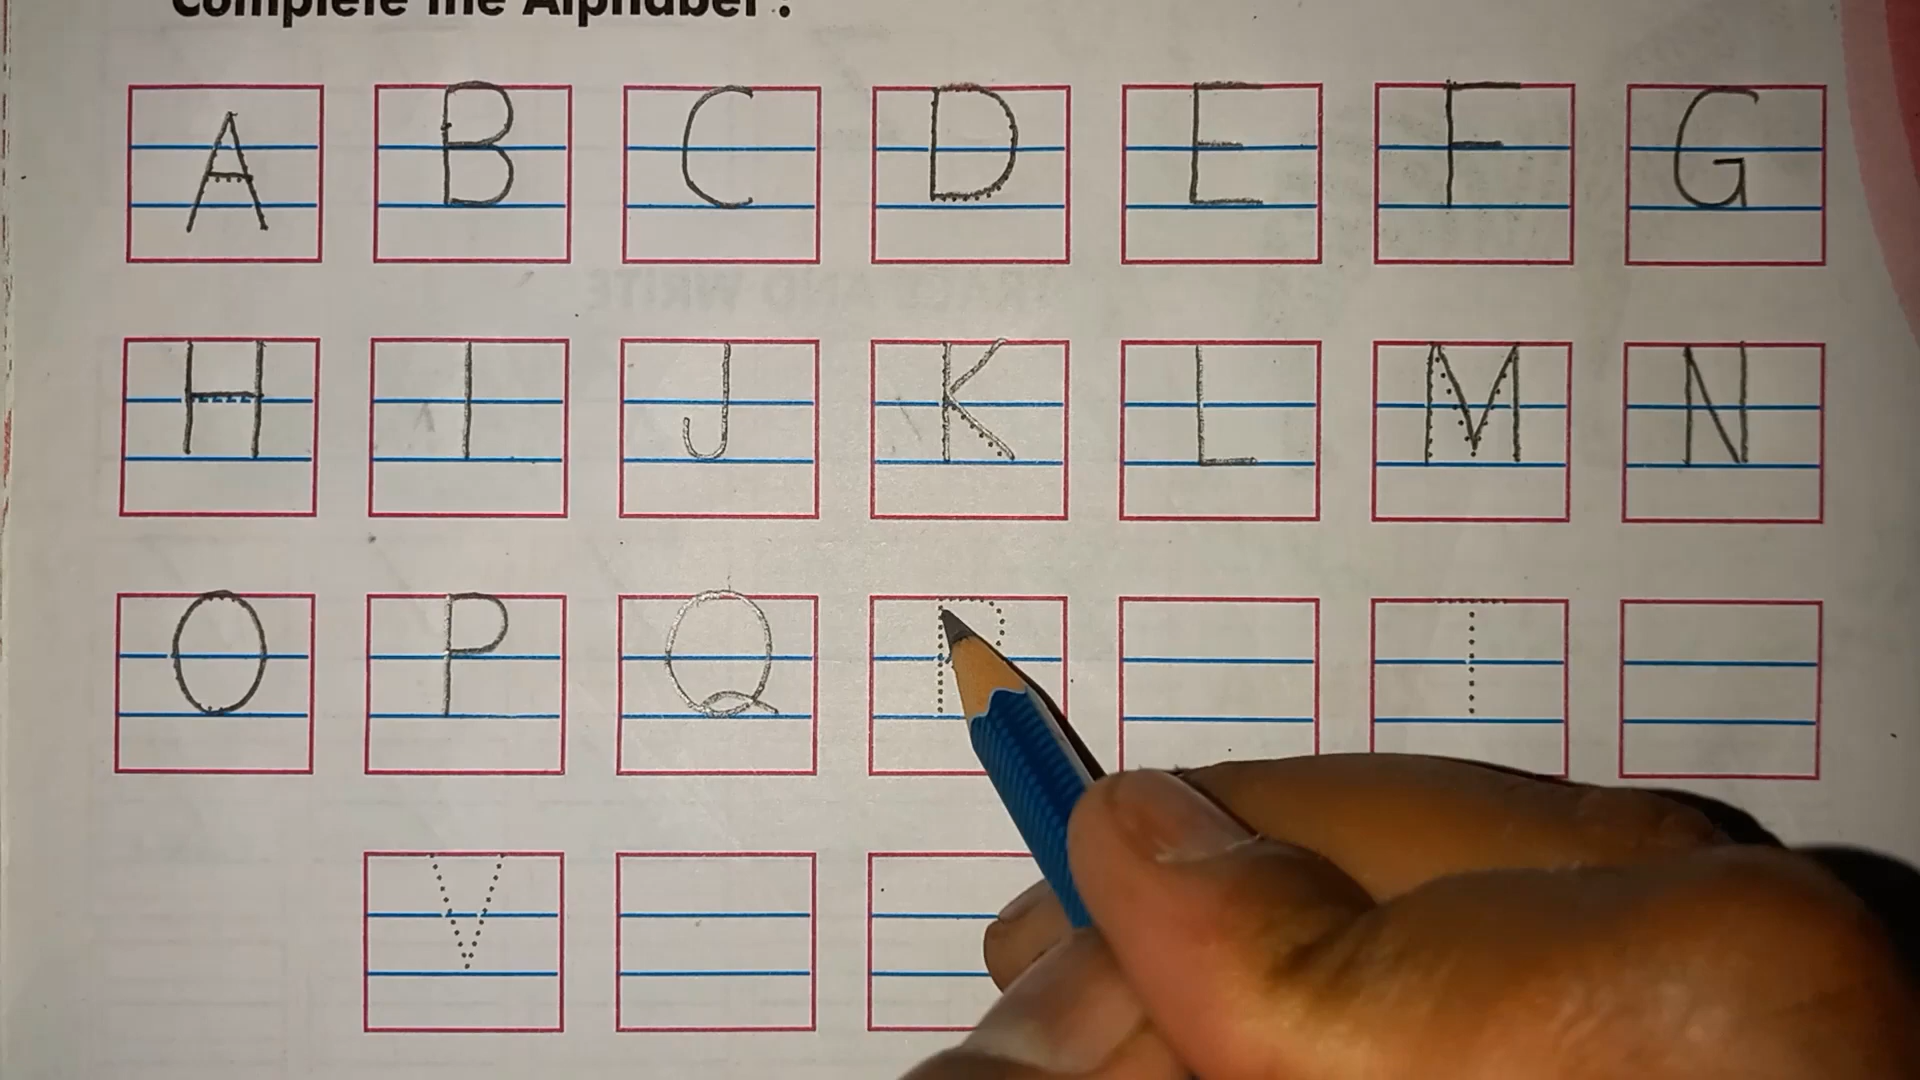 Complete the Alphabet :
A B C D E F G
H I J K L M N
O P Q R T
V